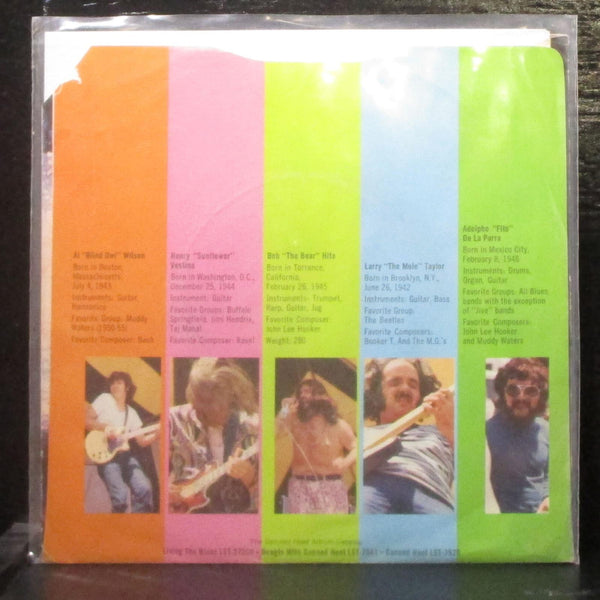 Al "Blind Owl" Wilson
Born in Boston,
Massachusetts,
July 4, 1943
Instruments: Guitar,
Harmonica
Favorite Group: Muddy
Waters (1950-55)
Favorite Composer: Bach
Henry "Sunflower"
Vestine
Born in Washington, D.C.,
December 25, 1944
Instrument: Guitar
Favorite Groups: Buffalo
Springfield, Jimi Hendrix,
Taj Mahal
Favorite Composer: Ravel
Bob "The Bear" Hite
Born in Torrance,
California,
February 26, 1945
Instruments: Trumpet,
Harp, Guitar, Jug
Favorite Composer:
John Lee Hooker
Weight: 280
Larry "The Mole" Taylor
Born in Brooklyn, N.Y.,
June 26, 1942
Instruments: Guitar, Bass
Favorite Group:
The Beatles
Favorite Composers:
Booker T. And The M.G.'s
Adolpho "Fito"
De La Parra
Born in Mexico City,
February 8, 1946
Instruments: Drums,
Organ, Guitar
Favorite Groups: All Blues
bands with the exception
of "Jive" bands
Favorite Composers:
John Lee Hooker
and Muddy Waters
The Canned Heat Album Catalog
Living The Blues LST 27200 • Boogie With Canned Heat LST 7541 • Canned Heat LST 7526